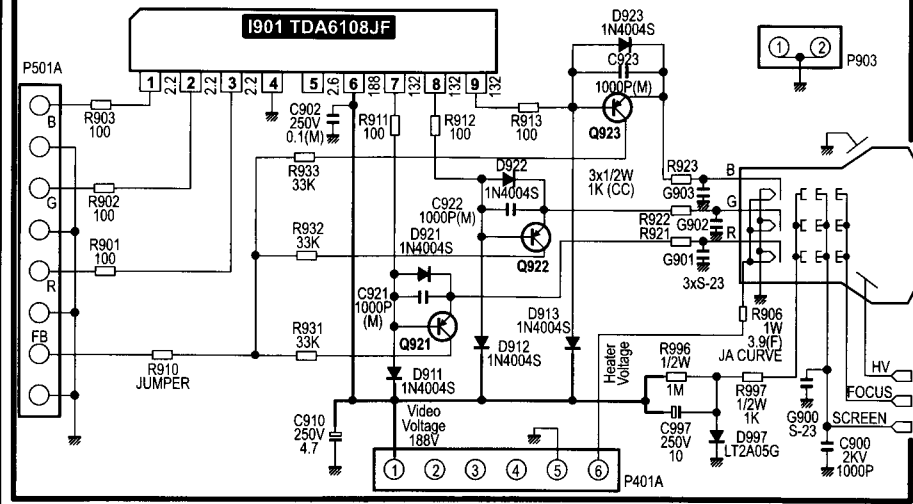 I901 TDA6108JF
D923
1N4004S
C923
1000P(M)
Q923
1 2
P903
P501A
1 2 3 4 5 6 7 8 9
2.2 2.2 2.2 2.6 188 132 132 132
B
R903
100
C902
250V
0.1(M)
R911
100
R912
100
R913
100
R933
33K
3x1/2W
1K (CC)
R923
B
G903
D922
1N4004S
G
R902
100
C922
1000P(M)
R922
G
G902
R921
R
G901
3xS-23
R932
33K
D921
1N4004S
Q922
R901
100
R
C921
1000P
(M)
Q921
D913
1N4004S
D912
1N4004S
R906
1W
3.9(F)
JA CURVE
FB
R910
JUMPER
R931
33K
D911
1N4004S
Heater
Voltage
R996
1/2W
1M
R997
1/2W
1K
HV
FOCUS
SCREEN
G900
S-23
C910
250V
4.7
Video
Voltage
188V
C997
250V
10
D997
LT2A05G
C900
2KV
1000P
1 2 3 4 5 6
P401A